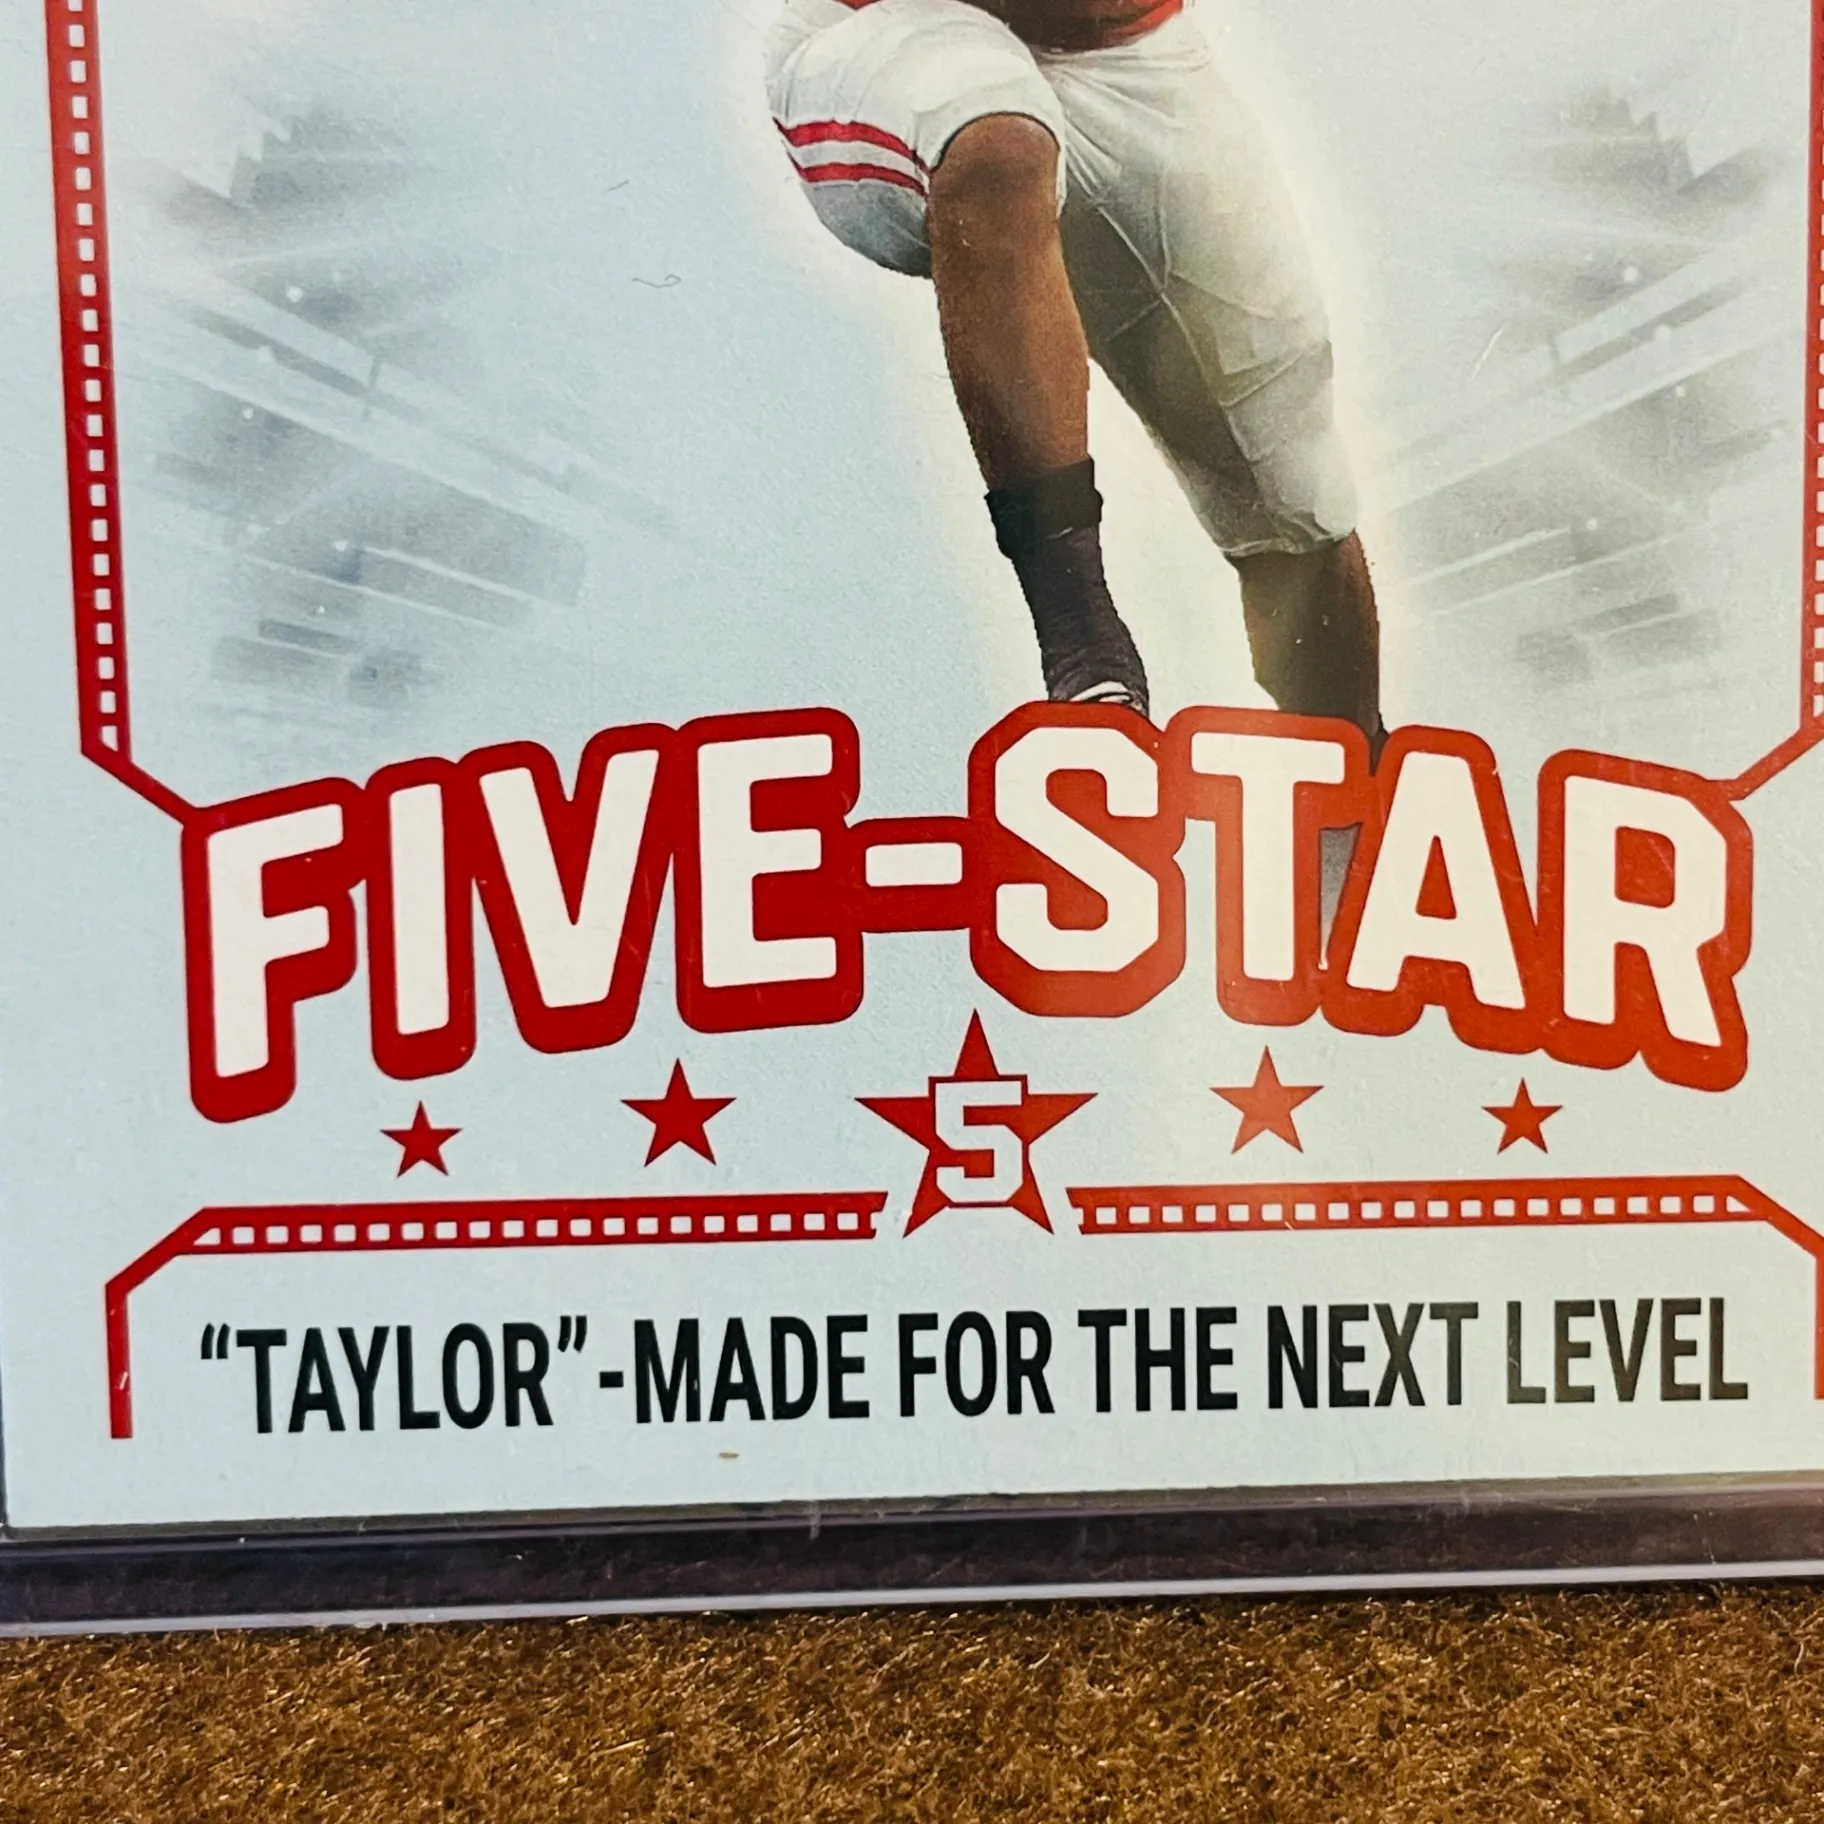 FIVE-STAR
5
“TAYLOR”-MADE FOR THE NEXT LEVEL